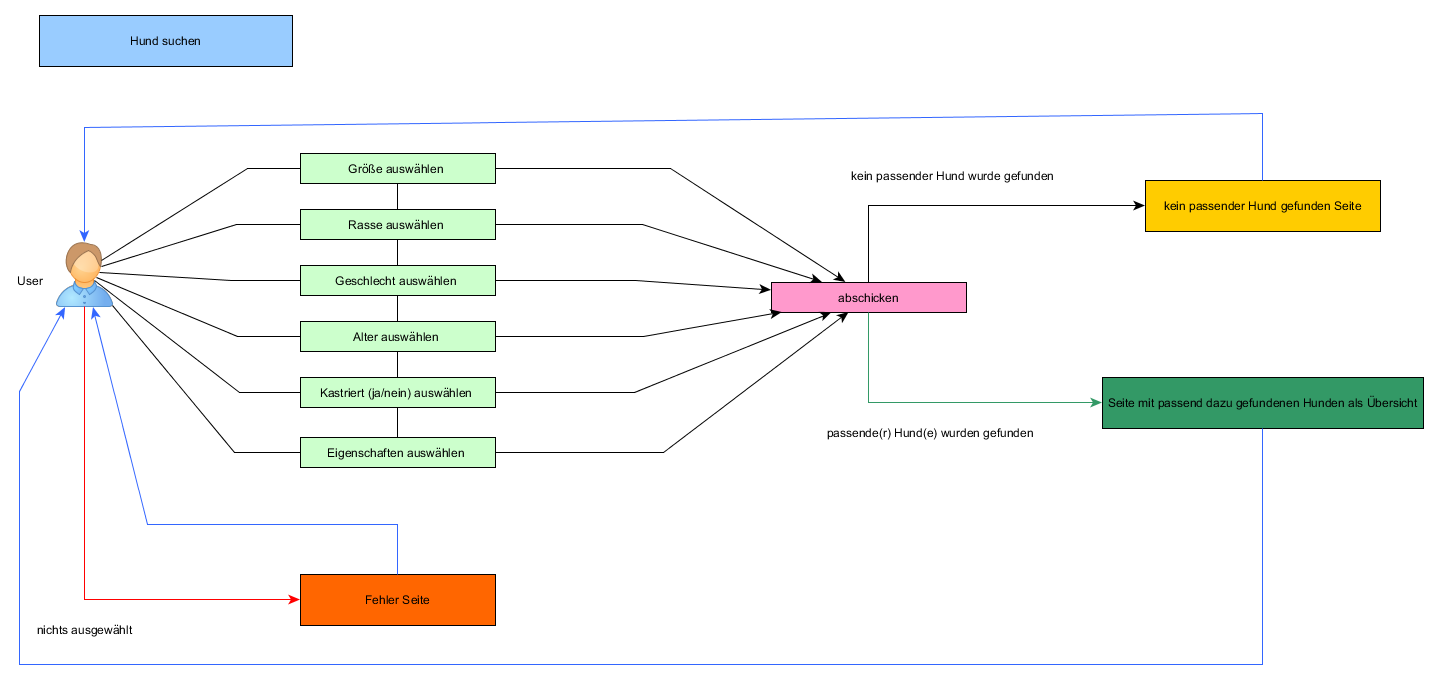 Hund suchen
kein passender Hund wurde gefunden
Größe auswählen
kein passender Hund gefunden Seite
Rasse auswählen
User
Geschlecht auswählen
abschicken
Alter auswählen
Kastriert (ja/nein) auswählen
Seite mit passend dazu gefundenen Hunden als Übersicht
passende(r) Hund(e) wurden gefunden
Eigenschaften auswählen
Fehler Seite
nichts ausgewählt